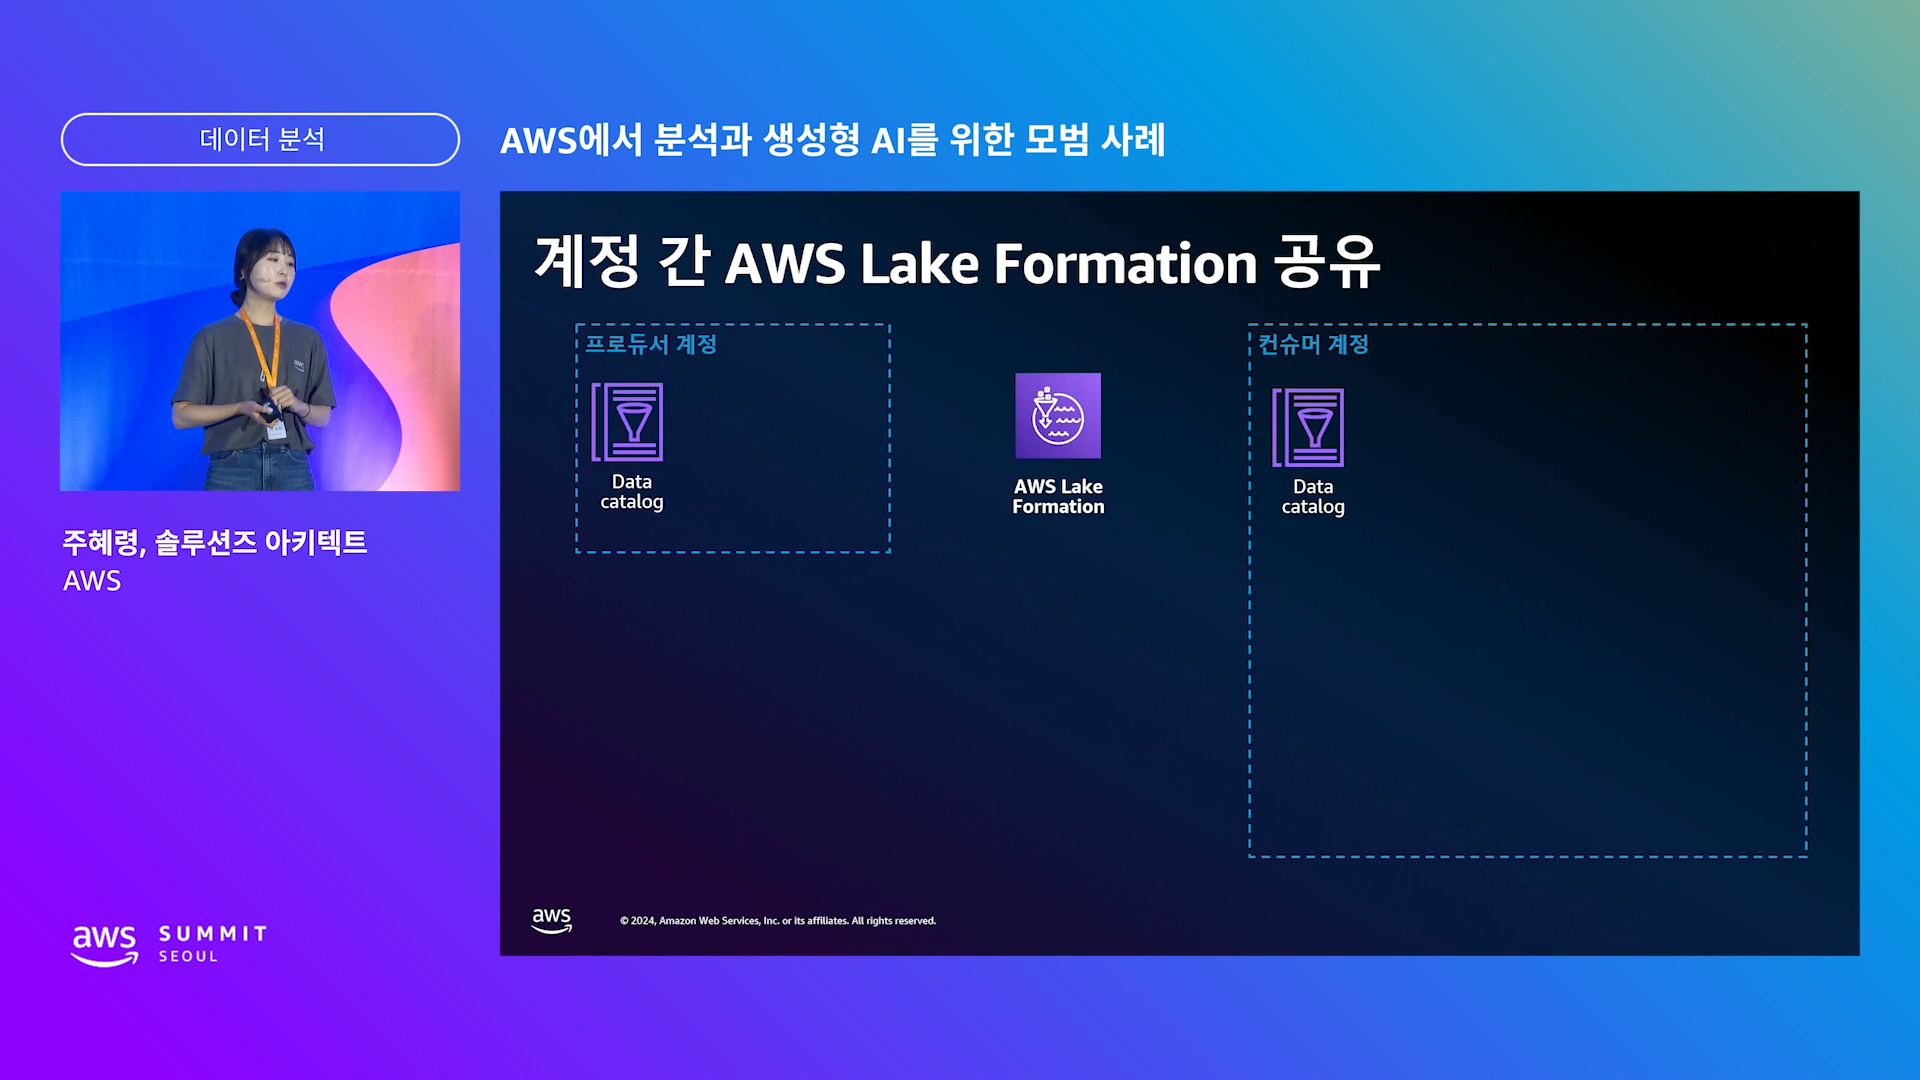 데이터 분석
AWS에서 분석과 생성형 AI를 위한 모범 사례
계정 간 AWS Lake Formation 공유
프로듀서 계정
Data
catalog
AWS Lake
Formation
컨슈머 계정
Data
catalog
주혜령, 솔루션즈 아키텍트
AWS
aws
SUMMIT
SEOUL
aws
© 2024, Amazon Web Services, Inc. or its affiliates. All rights reserved.